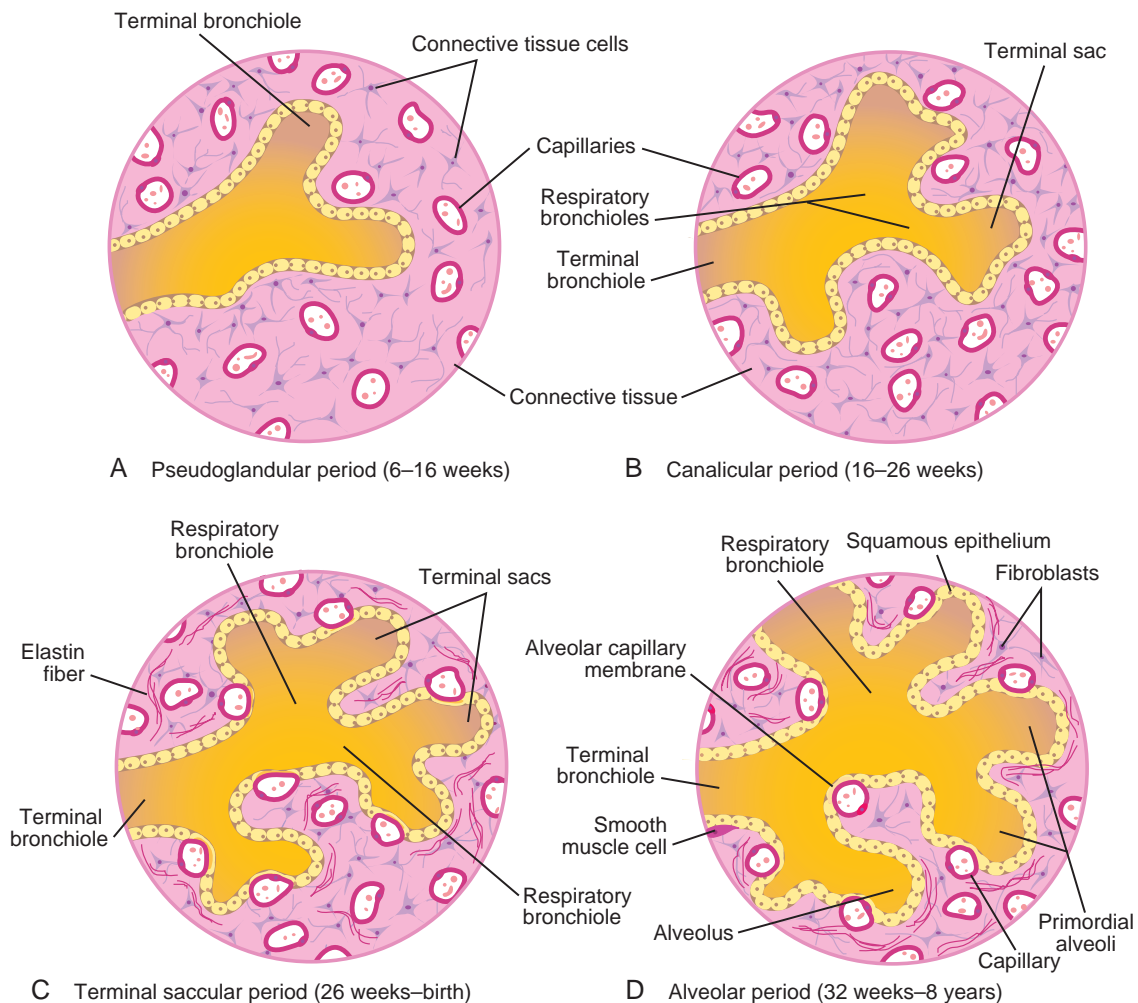 Terminal bronchiole
Connective tissue cells
Terminal sac
Capillaries
Respiratory
bronchioles
Terminal
bronchiole
Connective tissue
A Pseudoglandular period (6–16 weeks)
B Canalicular period (16–26 weeks)
Respiratory
bronchiole
Terminal sacs
Elastin
fiber
Terminal
bronchiole
Respiratory
bronchiole
C Terminal saccular period (26 weeks–birth)
Respiratory
bronchiole
Squamous epithelium
Fibroblasts
Alveolar capillary
membrane
Terminal
bronchiole
Smooth
muscle cell
Alveolus
Primordial
alveoli
Capillary
D Alveolar period (32 weeks–8 years)